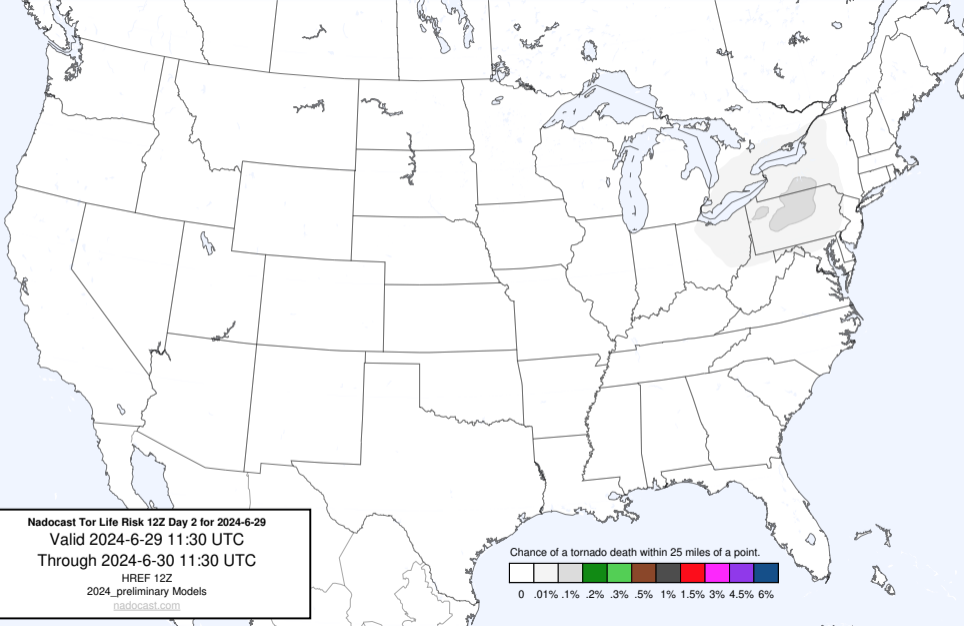 Nadocast Tor Life Risk 12Z Day 2 for 2024-6-29
Valid 2024-6-29 11:30 UTC
Through 2024-6-30 11:30 UTC
HREF 12Z
2024_preliminary Models
nadocast.com
Chance of a tornado death within 25 miles of a point.
0 .01% .1% .2% .3% .5% 1% 1.5% 3% 4.5% 6%